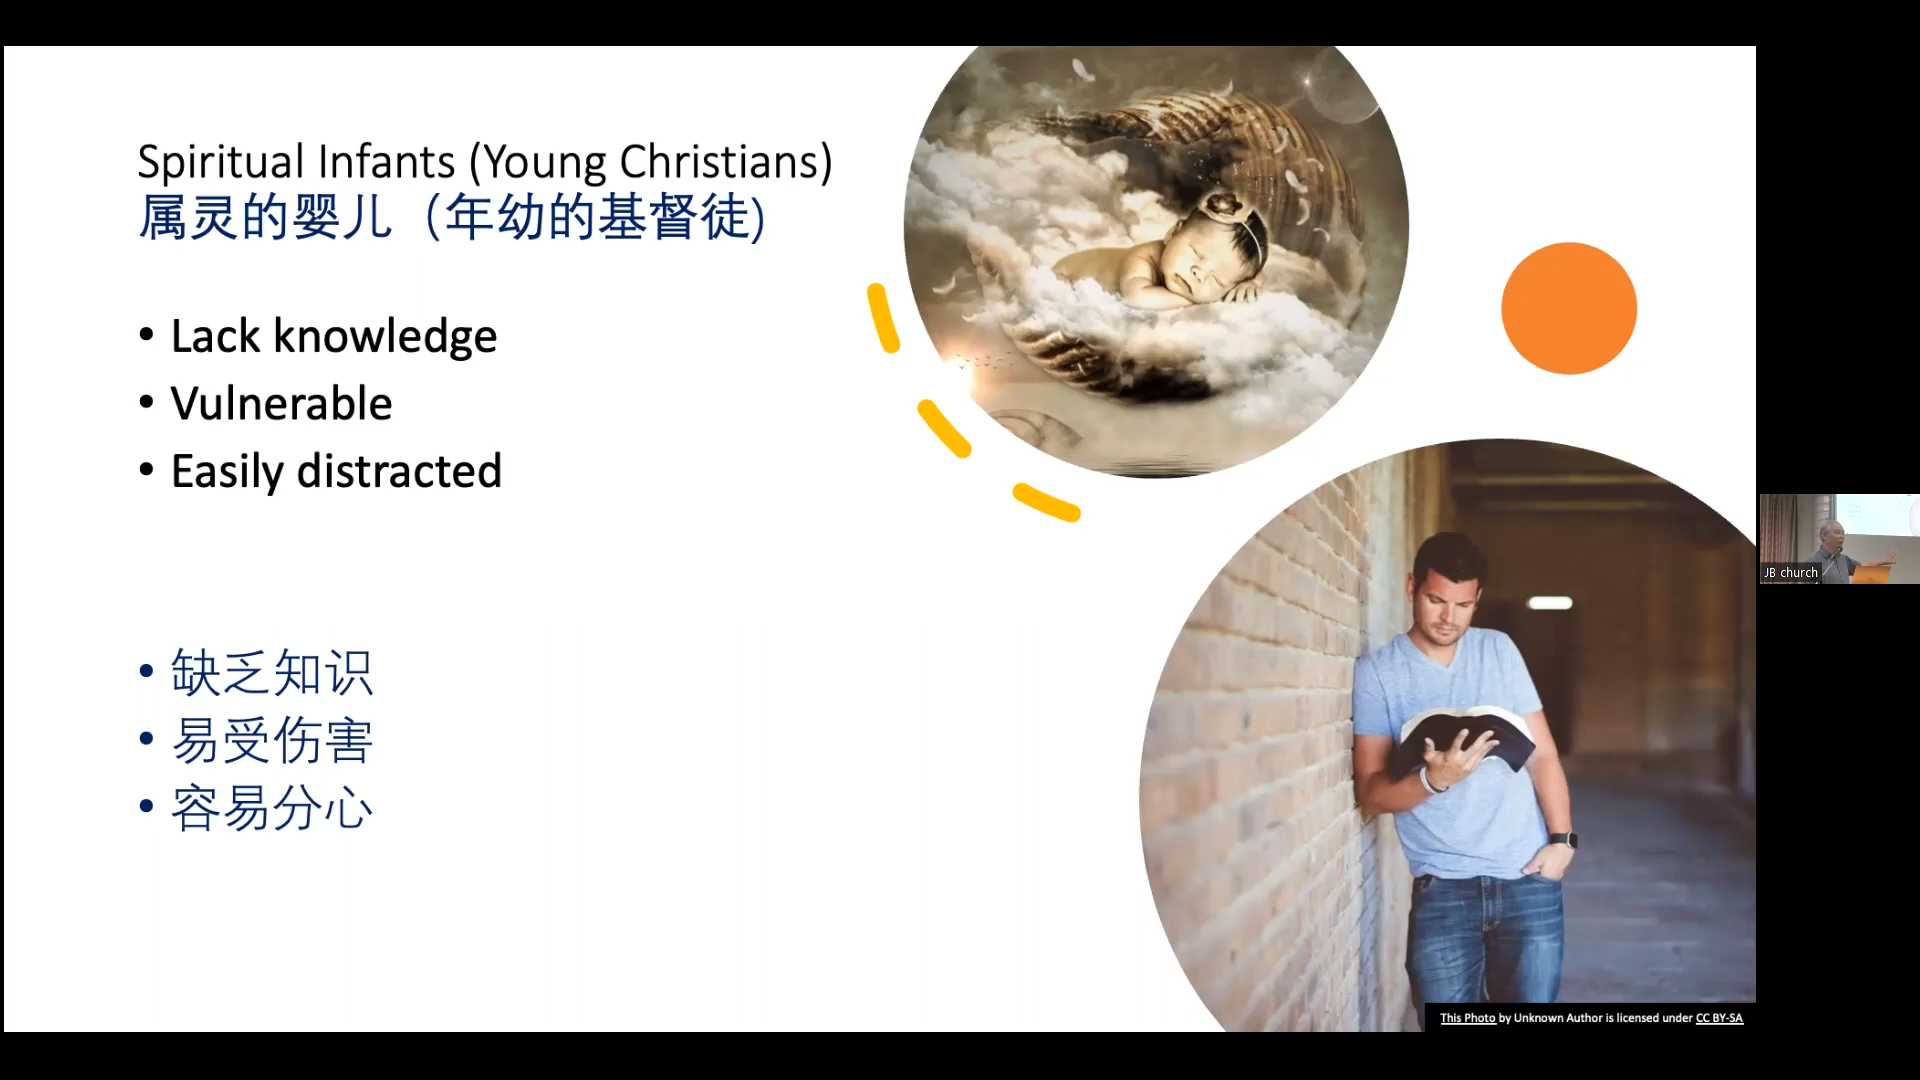 Spiritual Infants (Young Christians)
属灵的婴儿（年幼的基督徒)
• Lack knowledge
• Vulnerable
• Easily distracted
• 缺乏知识
• 易受伤害
• 容易分心
JB church
This Photo by Unknown Author is licensed under CC BY-SA